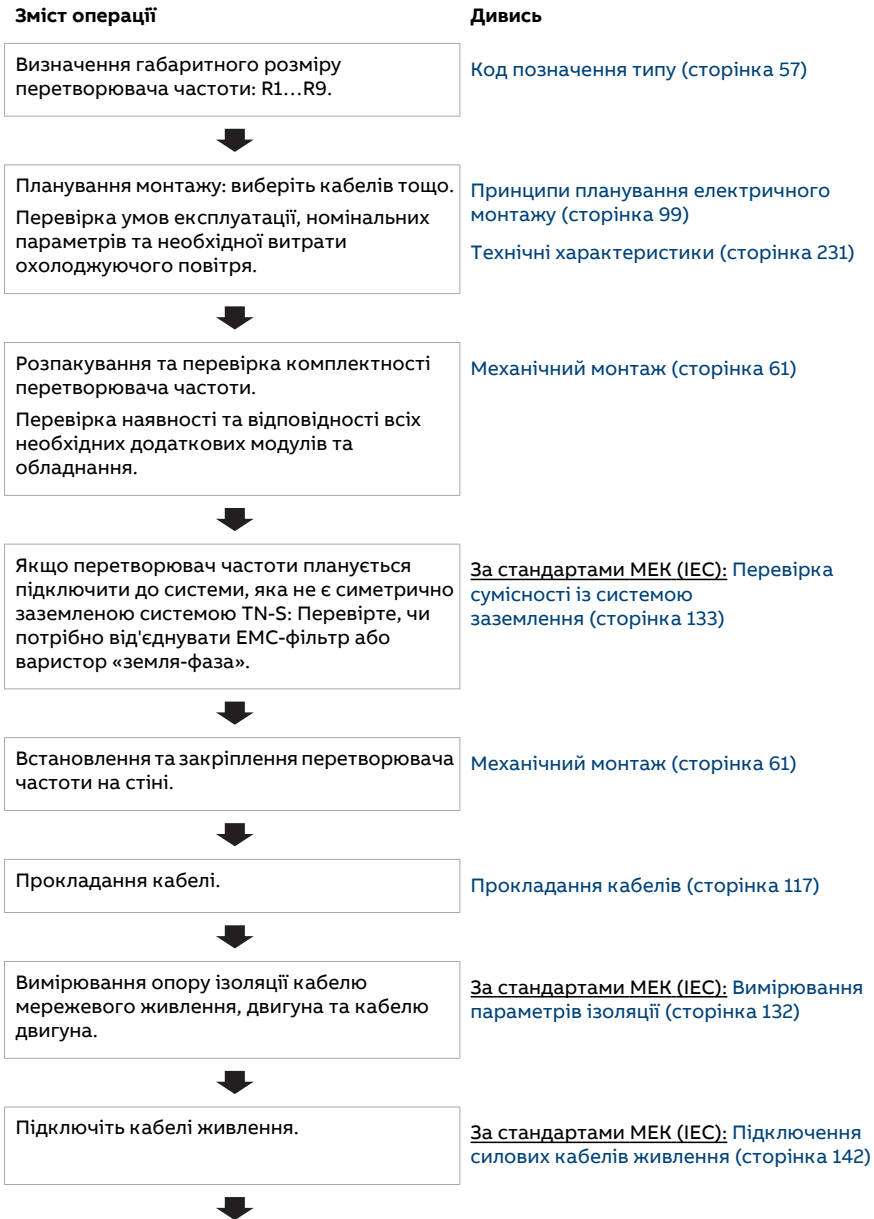 Зміст операції
Дивись
Визначення габаритного розміру
перетворювача частоти: R1…R9.
Код позначення типу (сторінка 57)
Планування монтажу: виберіть кабелів тощо.
Перевірка умов експлуатації, номінальних
параметрів та необхідної витрати
охолоджуючого повітря.
Принципи планування електричного
монтажу (сторінка 99)
Технічні характеристики (сторінка 231)
Розпакування та перевірка комплектності
перетворювача частоти.
Перевірка наявності та відповідності всіх
необхідних додаткових модулів та
обладнання.
Механічний монтаж (сторінка 61)
Якщо перетворювач частоти планується
підключити до системи, яка не є симетрично
заземленою системою TN-S: Перевірте, чи
потрібно від'єднувати ЕМС-фільтр або
варистор «земля-фаза».
За стандартами МЕК (IEC): Перевірка
сумісності із системою
заземлення (сторінка 133)
Встановлення та закріплення перетворювача
частоти на стіні.
Механічний монтаж (сторінка 61)
Прокладання кабелі.
Прокладання кабелів (сторінка 117)
Вимірювання опору ізоляції кабелю
мережевого живлення, двигуна та кабелю
двигуна.
За стандартами МЕК (IEC): Вимірювання
параметрів ізоляції (сторінка 132)
Підключіть кабелі живлення.
За стандартами МЕК (IEC): Підключення
силових кабелів живлення (сторінка 142)